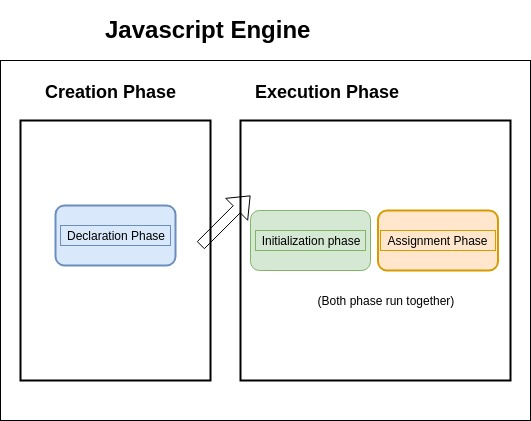 Javascript Engine
Creation Phase
Execution Phase
Declaration Phase
Initialization phase
Assignment Phase
(Both phase run together)